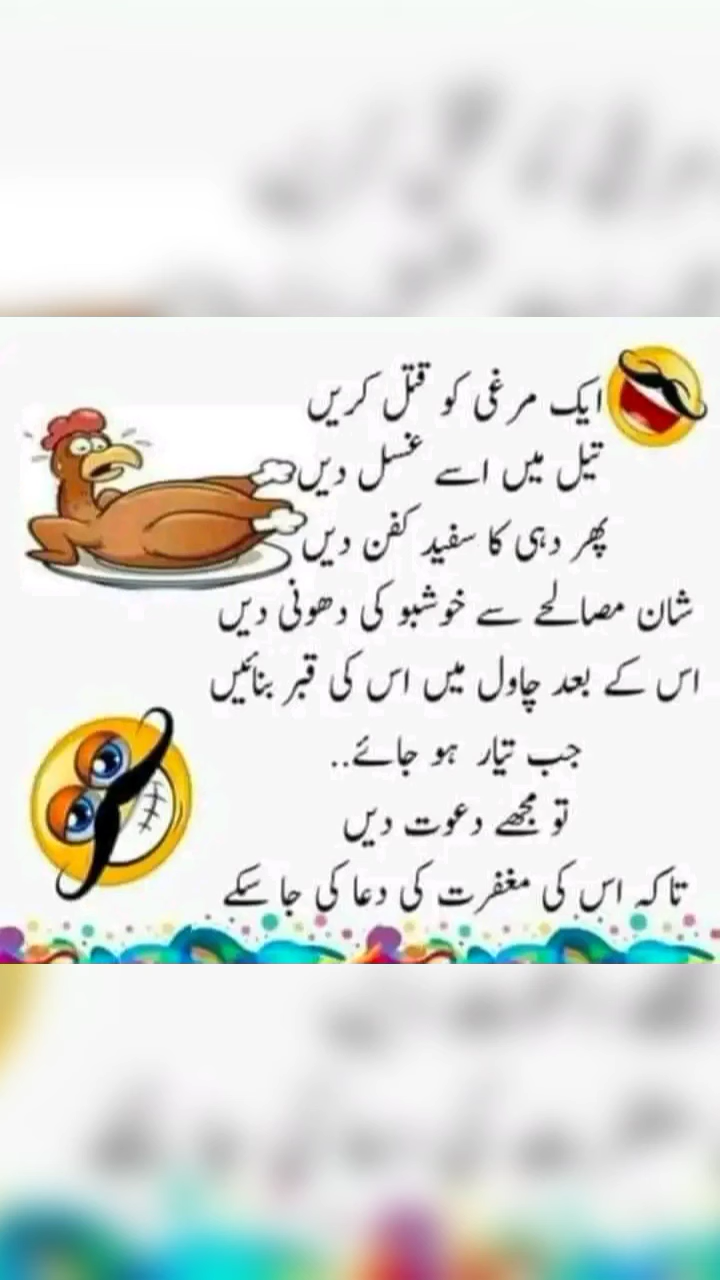 ایک مرغی کو قتل کریں
تیل میں اسے غسل دیں
پھر دہی کا سفید کفن دیں
شان مصالحے سے خوشبو کی دھونی دیں
اس کے بعد چاول میں اس کی قبر بنائیں
جب تیار ہو جائے..
تو مجھے دعوت دیں
تاکہ اس کی مغفرت کی دعا کی جا سکے